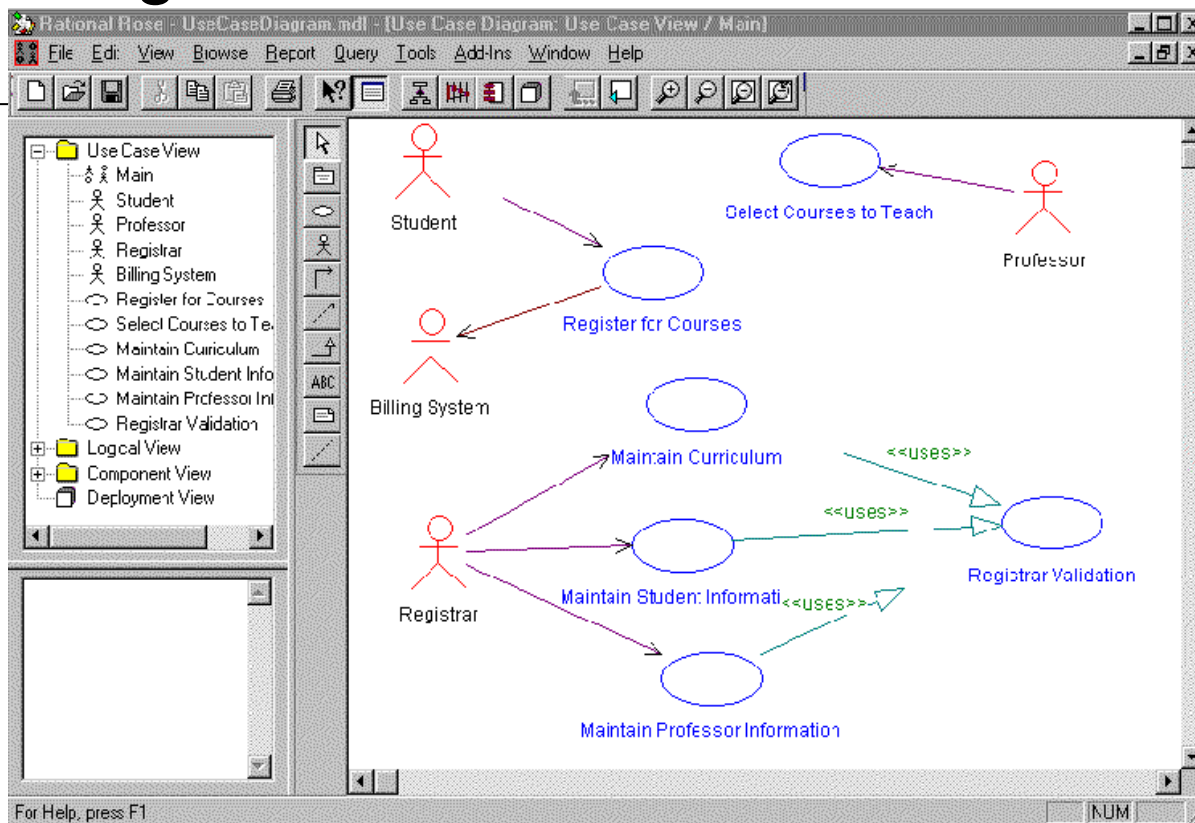 Rational Rose - UseCaseDiagram.mdl - [Use Case Diagram: Use Case View / Main]
File Edit View Browse Report Query Tools Add-Ins Window Help
ABC
Use Case View
Main
Student
Professor
Registrar
Billing System
Register for Courses
Select Courses to Te
Maintain Curriculum
Maintain Student Info
Maintain Professor Inf
Registrar Validation
Logical View
Component View
Deployment View
Student
Select Courses to Teach
Professor
Register for Courses
Billing System
Maintain Curriculum
<<uses>>
<<uses>>
Registrar Validation
Maintain Student Informati
<<uses>>
Registrar
Maintain Professor Information
For Help, press F1
NUM